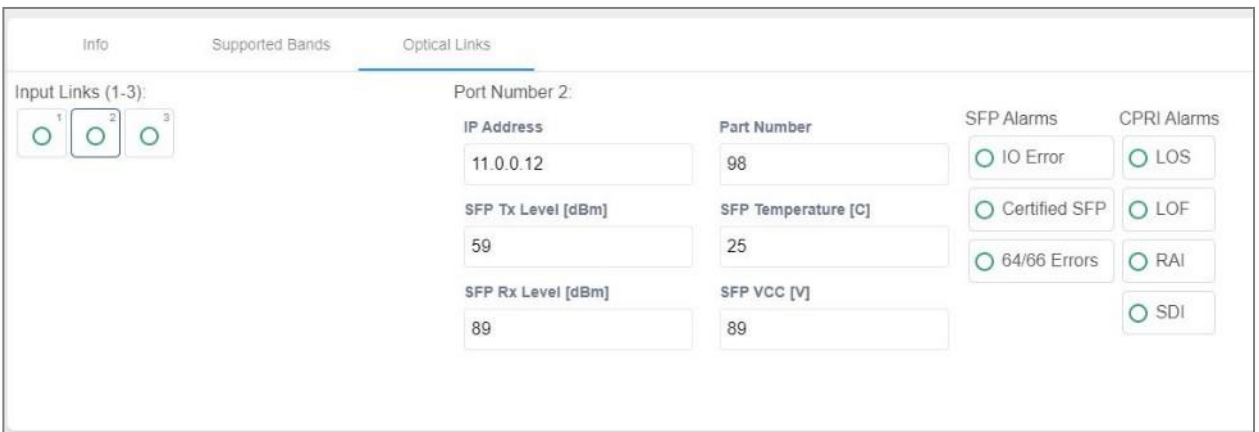 Info Supported Bands Optical Links
Input Links (1-3):
1 2 3
Port Number 2:
IP Address Part Number
11.0.0.12 98
SFP Tx Level [dBm] SFP Temperature [C]
59 25
SFP Rx Level [dBm] SFP VCC [V]
89 89
SFP Alarms
IO Error
Certified SFP
64/66 Errors
CPRI Alarms
LOS
LOF
RAI
SDI